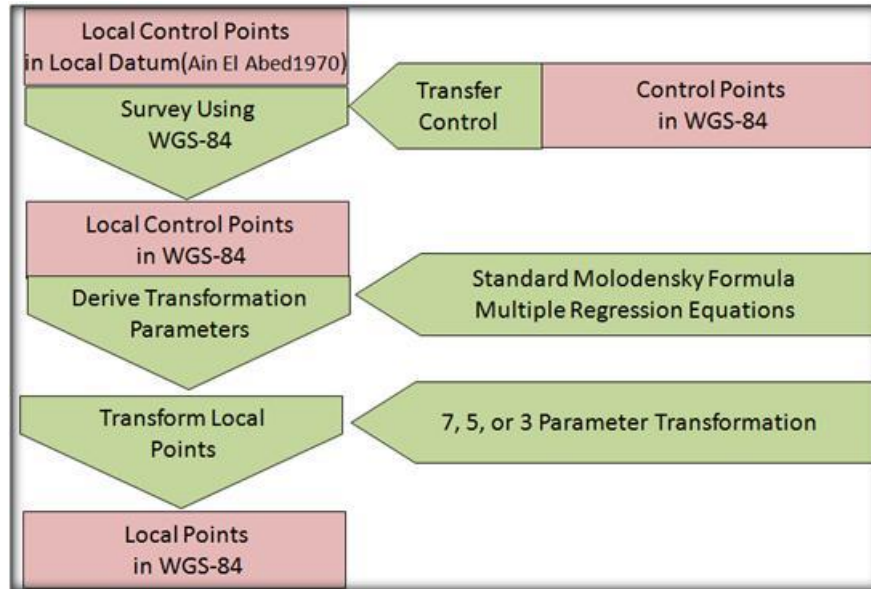 Local Control Points
in Local Datum(Ain El Abed1970)
Survey Using
WGS-84
Transfer
Control
Control Points
in WGS-84
Local Control Points
in WGS-84
Derive Transformation
Parameters
Standard Molodensky Formula
Multiple Regression Equations
Transform Local
Points
7, 5, or 3 Parameter Transformation
Local Points
in WGS-84